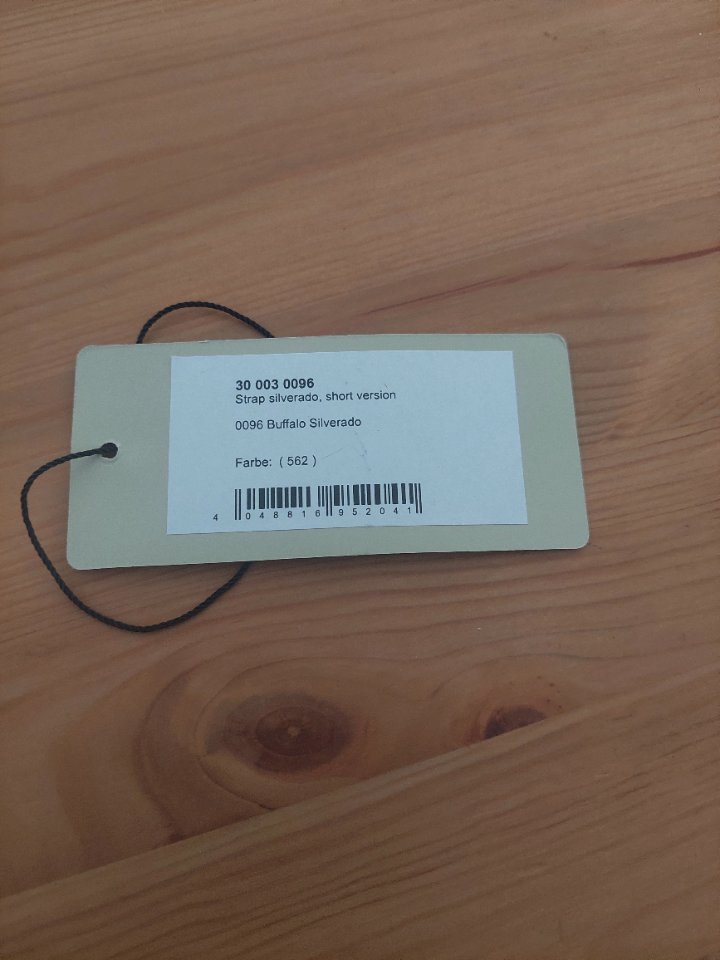 30 003 0096
Strap silverado, short version
0096 Buffalo Silverado
Farbe: ( 562 )
4 048816 952041